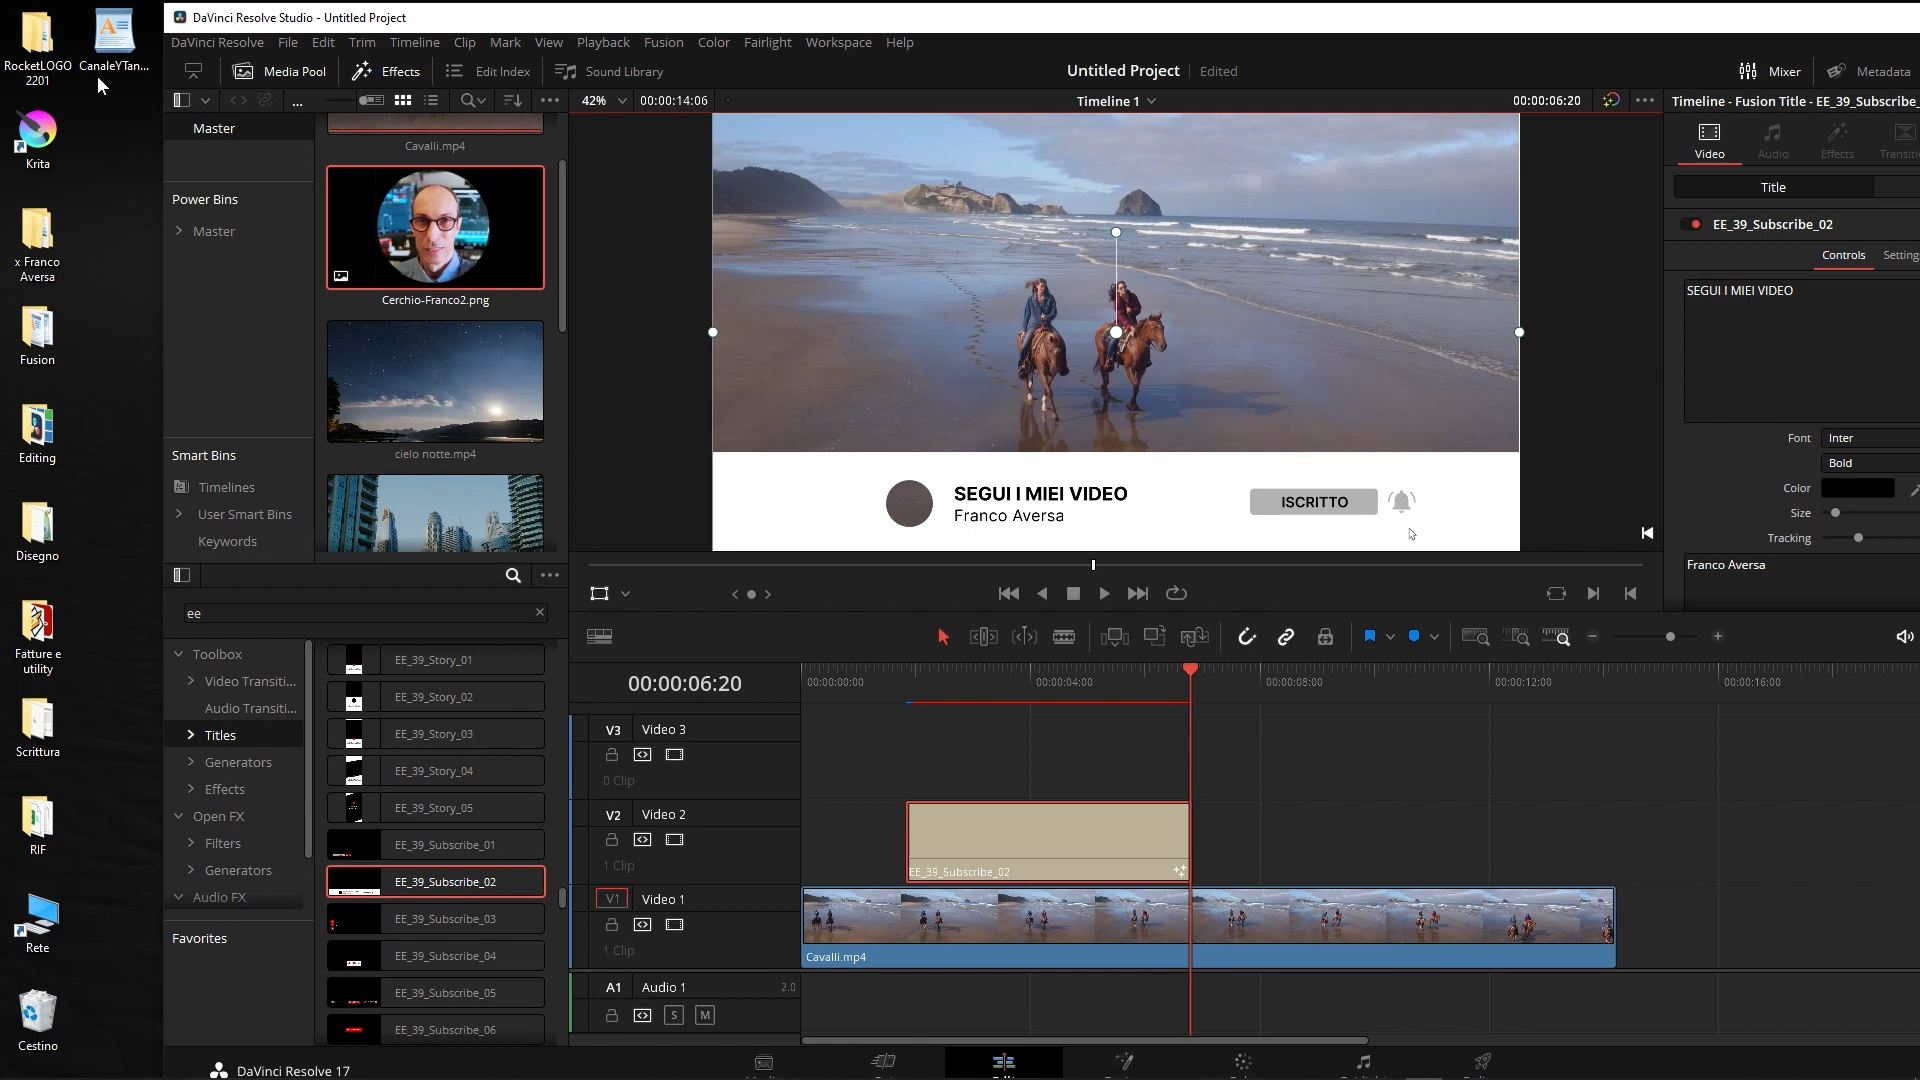 DaVinci Resolve Studio - Untitled Project
DaVinci Resolve File Edit Trim Timeline Clip Mark View Playback Fusion Color Fairlight Workspace Help
Media Pool Effects Edit Index Sound Library
Untitled Project Edited
Mixer Metadata
42% 00:00:14:06
Timeline 1
00:00:06:20
Timeline - Fusion Title - EE_39_Subscribe_
RocketLOGO
2201
CanaleYTan...
Krita
x Franco
Aversa
Fusion
Editing
Disegno
Fatture e
utility
Scrittura
RIF
Rete
Cestino
Master
Power Bins
Master
Smart Bins
Timelines
User Smart Bins
Keywords
Cavalli.mp4
Cerchio-Franco2.png
cielo notte.mp4
SEGUI I MIEI VIDEO
Franco Aversa
ISCRITTO
Video Audio Effects Transiti
Title
EE_39_Subscribe_02
Controls Settings
SEGUI I MIEI VIDEO
Font Inter
Bold
Color
Size
Tracking
Franco Aversa
ee
Toolbox
Video Transiti...
Audio Transiti...
Titles
Generators
Effects
Open FX
Filters
Generators
Audio FX
Favorites
EE_39_Story_01
EE_39_Story_02
EE_39_Story_03
EE_39_Story_04
EE_39_Story_05
EE_39_Subscribe_01
EE_39_Subscribe_02
EE_39_Subscribe_03
EE_39_Subscribe_04
EE_39_Subscribe_05
EE_39_Subscribe_06
00:00:06:20
00:00:00:00 00:00:04:00 00:00:08:00 00:00:12:00 00:00:16:00
V3 Video 3
0 Clip
V2 Video 2
1 Clip
EE_39_Subscribe_02
V1 Video 1
1 Clip
Cavalli.mp4
A1 Audio 1 2.0
S M
DaVinci Resolve 17